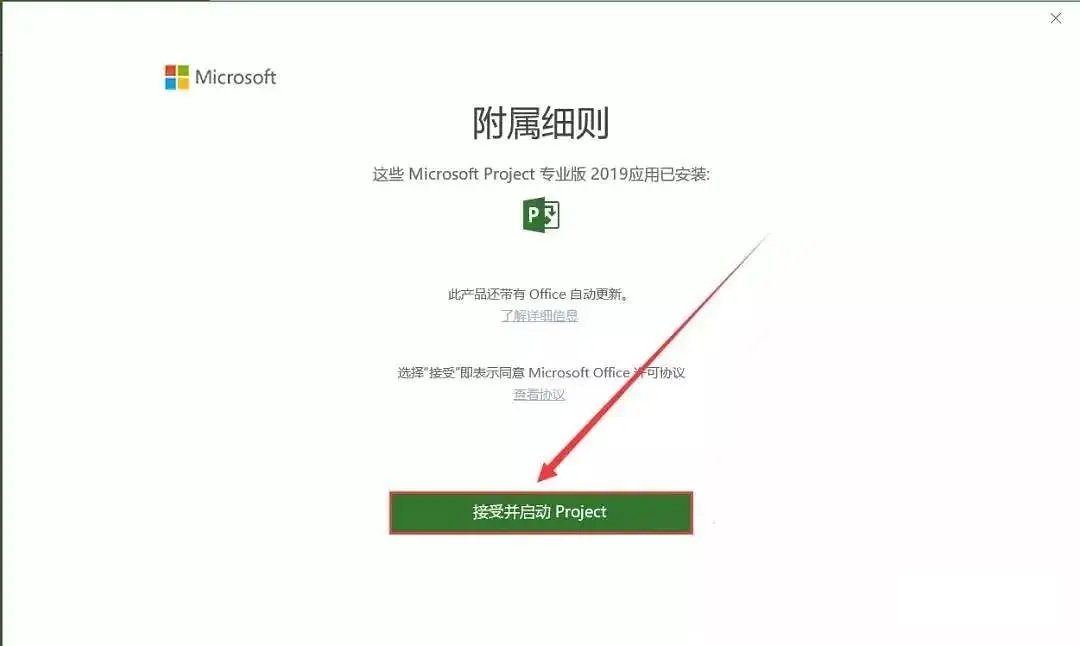 Microsoft
附属细则
这些 Microsoft Project 专业版 2019应用已安装:
P
此产品还带有 Office 自动更新。
了解详细信息
选择"接受"即表示同意 Microsoft Office 许可协议
查看协议
接受并启动 Project